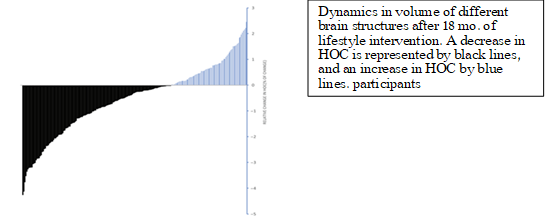 Dynamics in volume of different
brain structures after 18 mo. of
lifestyle intervention. A decrease in
HOC is represented by black lines,
and an increase in HOC by blue
lines. participants